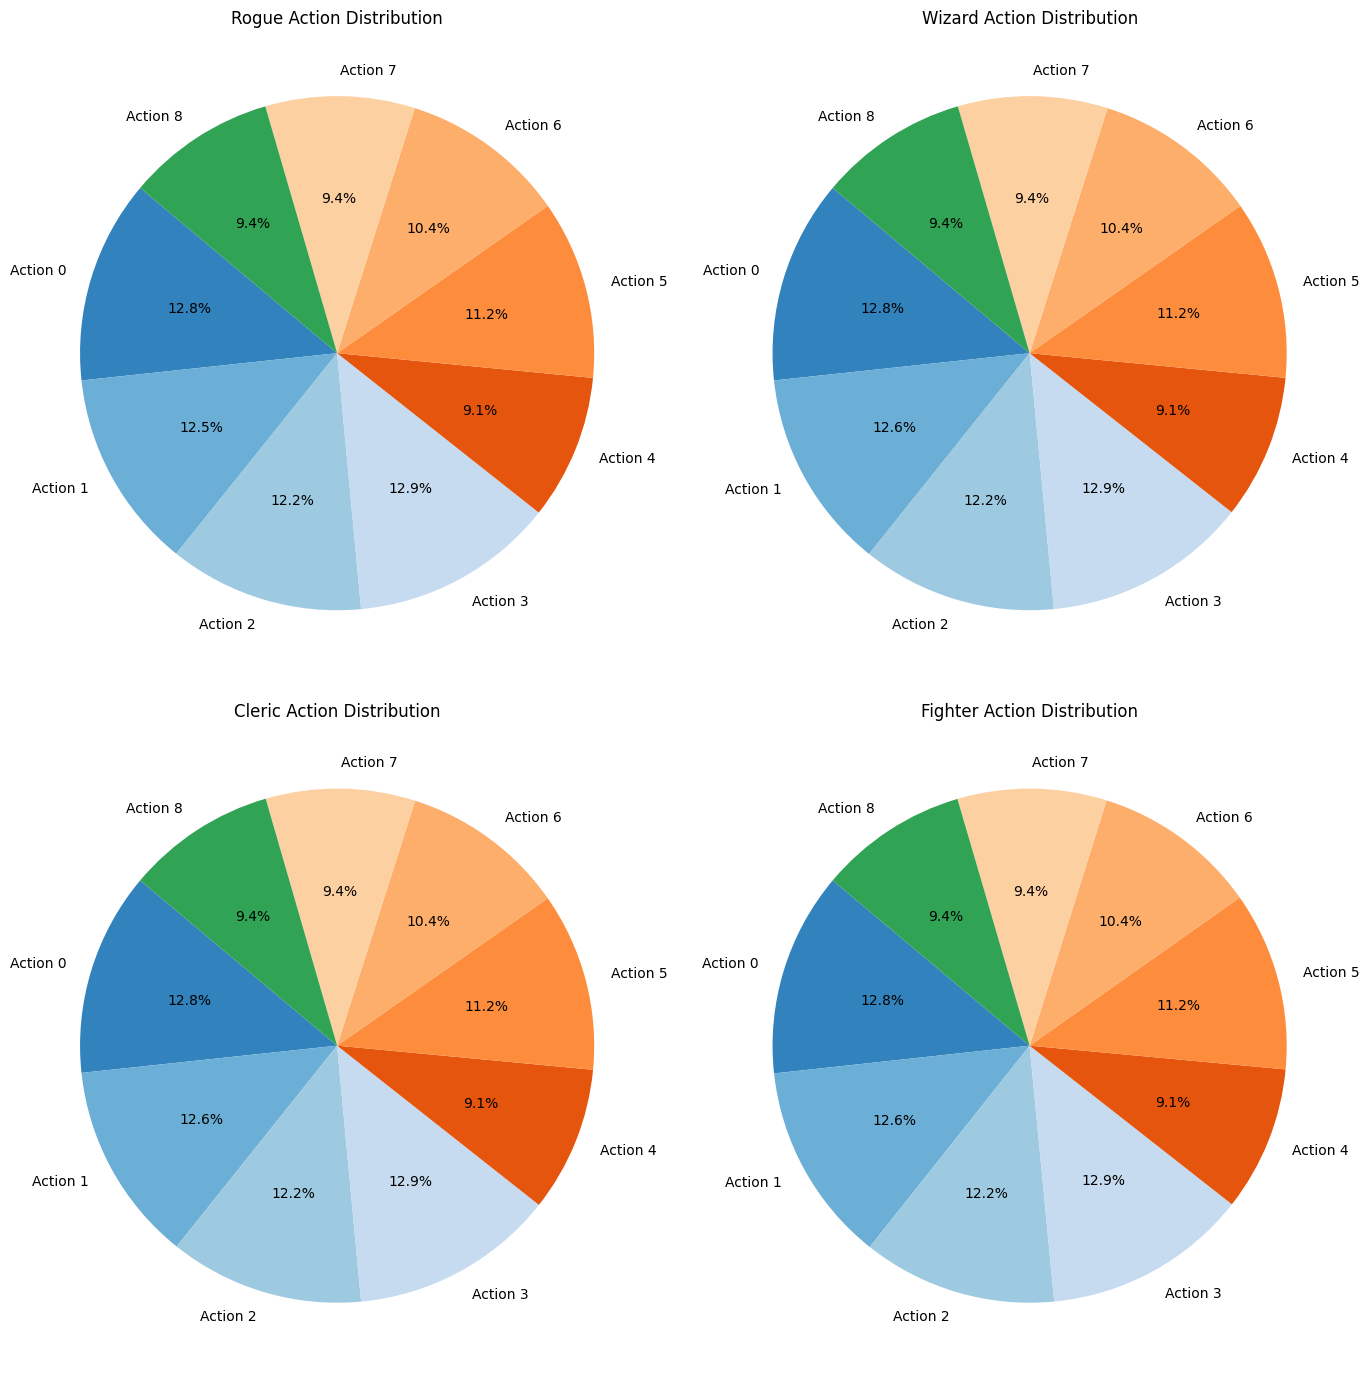 Rogue Action Distribution
Action 7
Action 8
Action 6
9.4%
9.4%
10.4%
Action 0
Action 5
12.8%
11.2%
9.1%
12.5%
Action 4
Action 1
12.2%
12.9%
Action 3
Action 2
Wizard Action Distribution
Action 7
Action 8
Action 6
9.4%
9.4%
10.4%
Action 0
Action 5
12.8%
11.2%
9.1%
12.6%
Action 4
Action 1
12.2%
12.9%
Action 3
Action 2
Cleric Action Distribution
Action 7
Action 8
Action 6
9.4%
9.4%
10.4%
Action 0
Action 5
12.8%
11.2%
9.1%
12.6%
Action 4
Action 1
12.2%
12.9%
Action 3
Action 2
Fighter Action Distribution
Action 7
Action 8
Action 6
9.4%
9.4%
10.4%
Action 0
Action 5
12.8%
11.2%
9.1%
12.6%
Action 4
Action 1
12.2%
12.9%
Action 3
Action 2